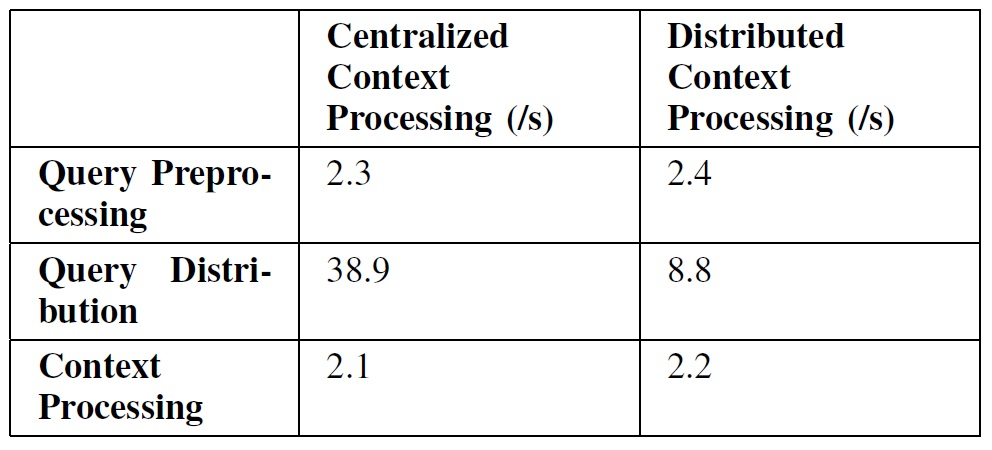 Centralized
Context
Processing (/s)
Distributed
Context
Processing (/s)
Query Prepro-
cessing
2.3
2.4
Query Distri-
bution
38.9
8.8
Context
Processing
2.1
2.2